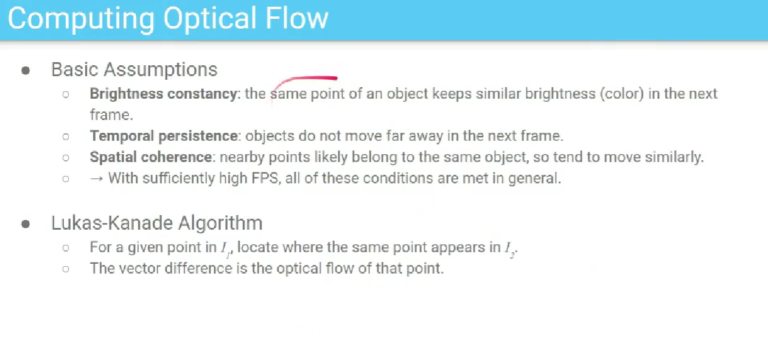 Computing Optical Flow
● Basic Assumptions
○ Brightness constancy: the same point of an object keeps similar brightness (color) in the next
frame.
○ Temporal persistence: objects do not move far away in the next frame.
○ Spatial coherence: nearby points likely belong to the same object, so tend to move similarly.
○ → With sufficiently high FPS, all of these conditions are met in general.
● Lukas-Kanade Algorithm
○ For a given point in I₁, locate where the same point appears in I₂.
○ The vector difference is the optical flow of that point.